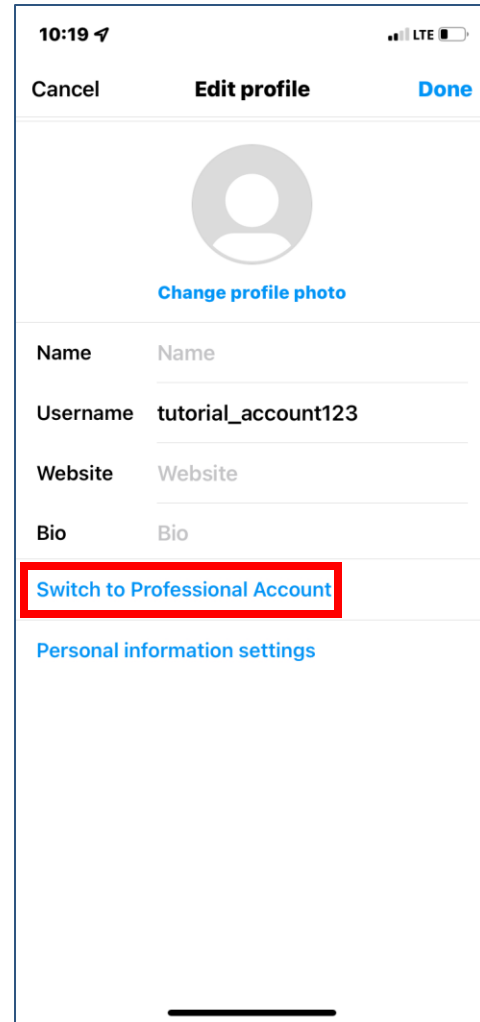 10:19 LTE
Cancel Edit profile Done
Change profile photo
Name Name
Username tutorial_account123
Website Website
Bio Bio
Switch to Professional Account
Personal information settings